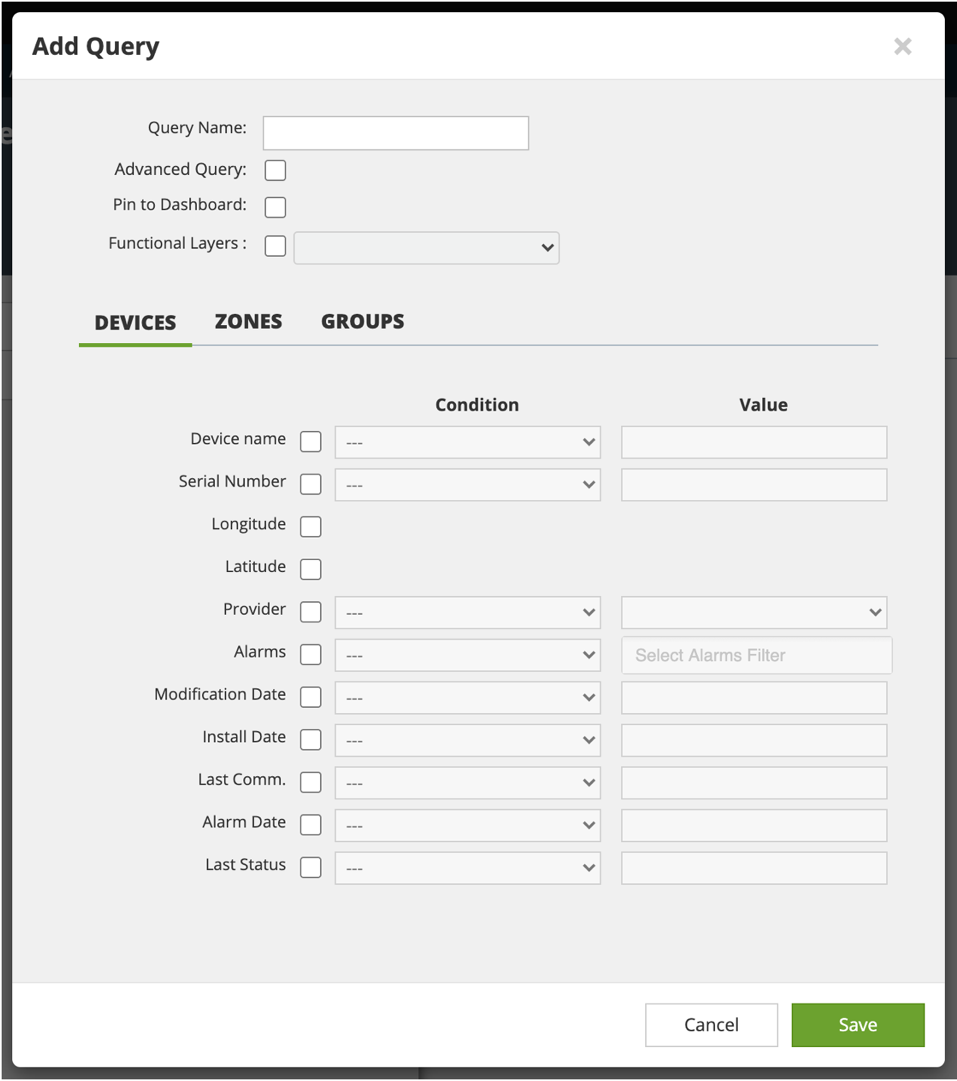 Add Query
Query Name:
Advanced Query:
Pin to Dashboard:
Functional Layers :
DEVICES ZONES GROUPS
Condition Value
Device name ---
Serial Number ---
Longitude
Latitude
Provider ---
Alarms --- Select Alarms Filter
Modification Date ---
Install Date ---
Last Comm. ---
Alarm Date ---
Last Status ---
Cancel Save